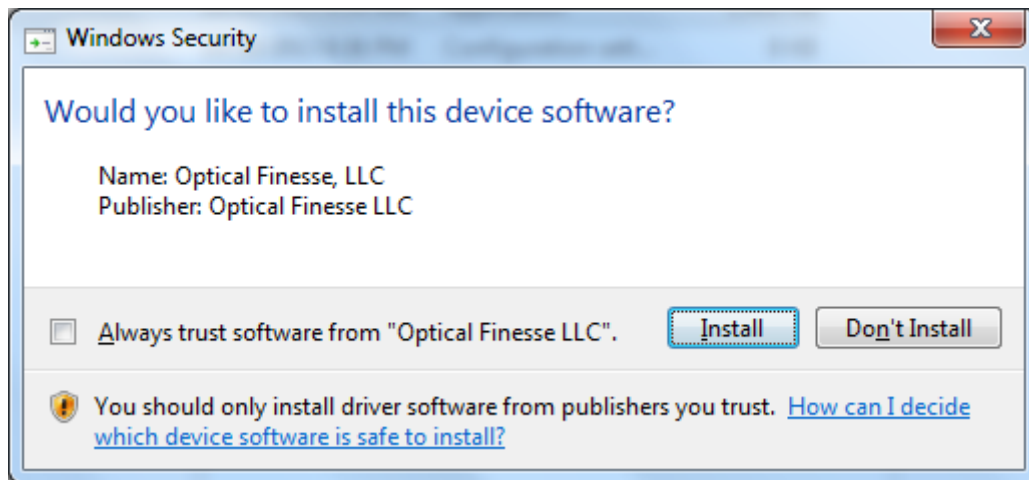 Windows Security
Would you like to install this device software?
Name: Optical Finesse, LLC
Publisher: Optical Finesse LLC
Always trust software from "Optical Finesse LLC".
Install
Don't Install
You should only install driver software from publishers you trust. How can I decide
which device software is safe to install?